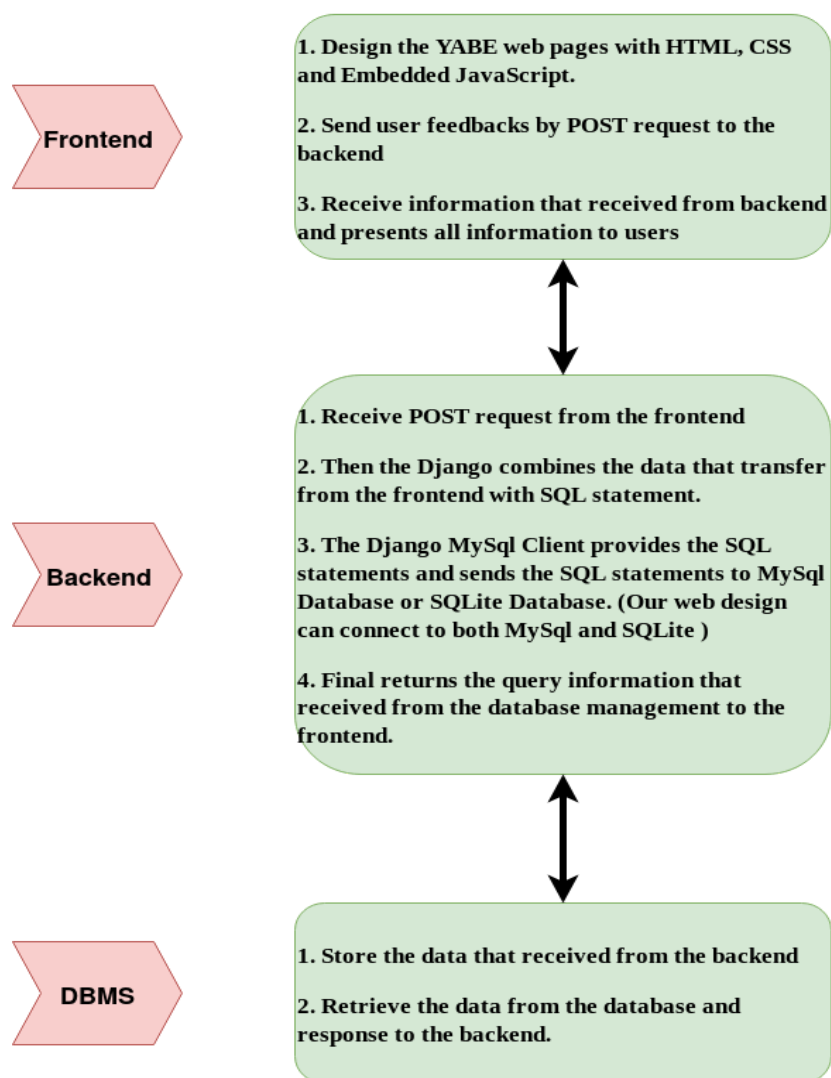 Frontend
1. Design the YABE web pages with HTML, CSS
and Embedded JavaScript.
2. Send user feedbacks by POST request to the
backend
3. Receive information that received from backend
and presents all information to users
Backend
1. Receive POST request from the frontend
2. Then the Django combines the data that transfer
from the frontend with SQL statement.
3. The Django MySql Client provides the SQL
statements and sends the SQL statements to MySql
Database or SQLite Database. (Our web design
can connect to both MySql and SQLite )
4. Final returns the query information that
received from the database management to the
frontend.
DBMS
1. Store the data that received from the backend
2. Retrieve the data from the database and
response to the backend.